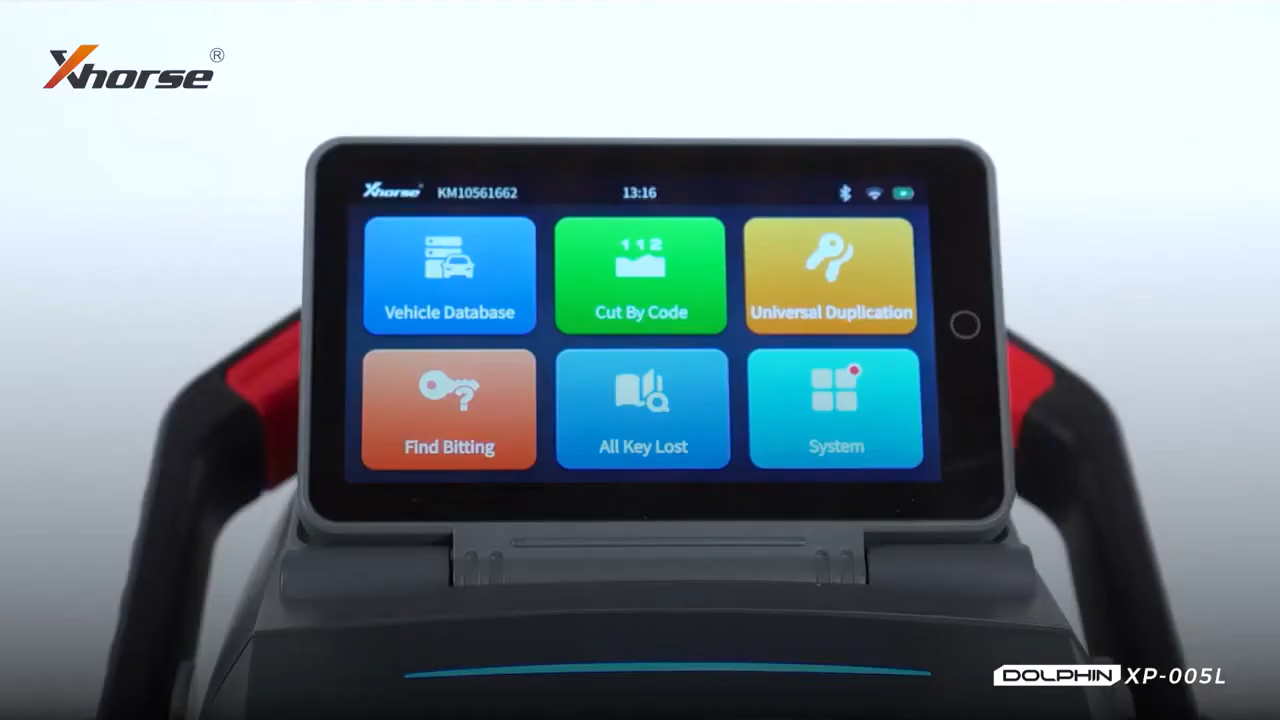 Xhorse®
Xhorse KM10561662 13:16
Vehicle Database
112
Cut By Code
Universal Duplication
Find Bitting
?
All Key Lost
System
DOLPHIN XP-005L